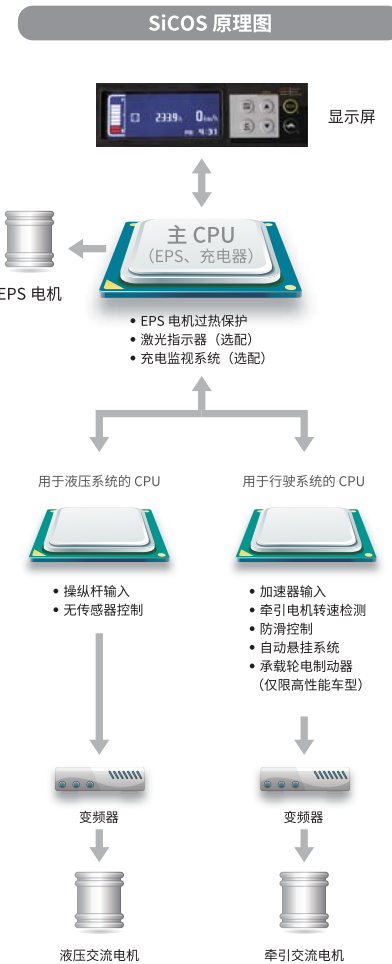 SiCOS 原理图
233.9h 0km/h
9:31
显示屏
主 CPU
（EPS、充电器）
EPS 电机
• EPS 电机过热保护
• 激光指示器（选配）
• 充电监视系统（选配）
用于液压系统的 CPU
用于行驶系统的 CPU
• 操纵杆输入
• 无传感器控制
• 加速器输入
• 牵引电机转速检测
• 防滑控制
• 自动悬挂系统
• 承载轮电制动器
（仅限高性能车型）
变频器
变频器
液压交流电机
牵引交流电机